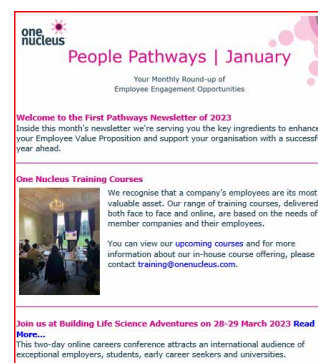 one
nucleus
People Pathways | January
Your Monthly Round-up of
Employee Engagement Opportunities
Welcome to the First Pathways Newsletter of 2023
Inside this month's newsletter we're serving you the key ingredients to enhance
your Employee Value Proposition and support your organisation with a successf
year ahead.
One Nucleus Training Courses
We recognise that a company's employees are its most
valuable asset. Our range of training courses, delivered
both face to face and online, are based on the needs of
member companies and their employees.
You can view our upcoming courses and for more
information about our in-house course offering, please
contact training@onenucleus.com.
Join us at Building Life Science Adventures on 28-29 March 2023 Read
More...
This two-day online careers conference attracts an international audience of
exceptional employers, students, early career seekers and universities.